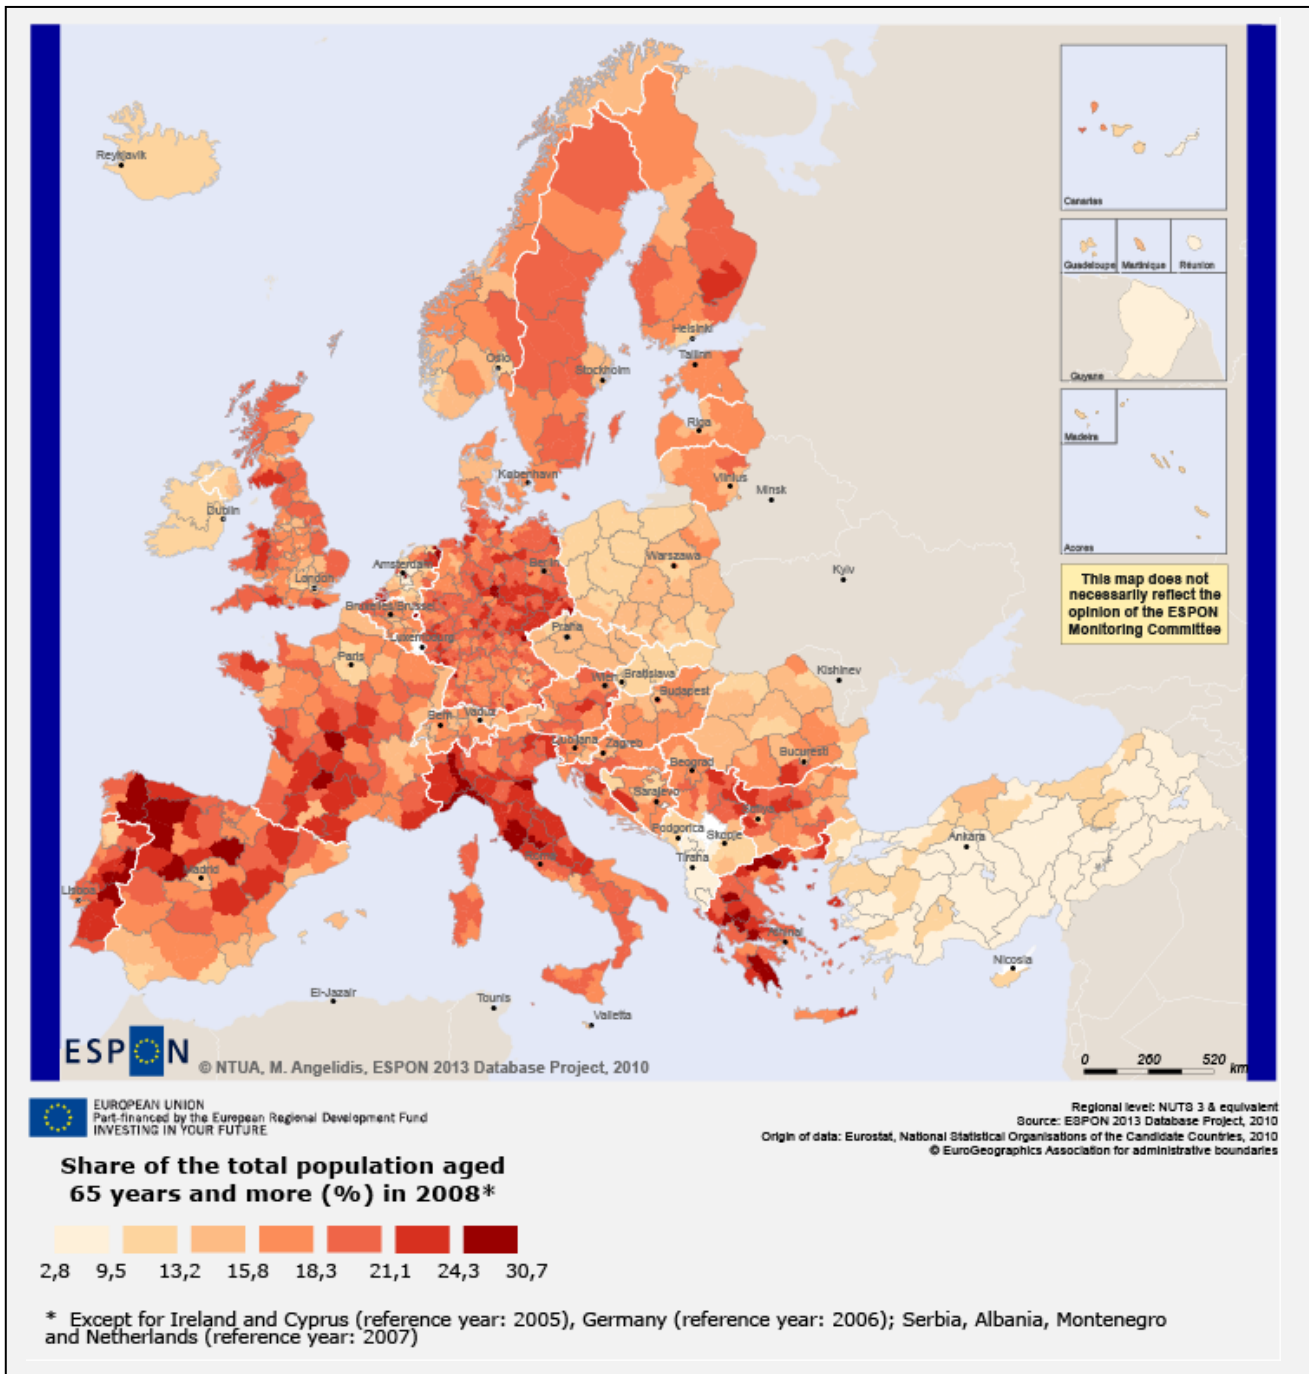 Reykjavik
Canarias
Guadeloupe
Martinique
Réunion
Guyane
Madeira
Acores
This map does not
necessarily reflect the
opinion of the ESPON
Monitoring Committee
Oslo
Helsinki
Tallinn
Stockholm
Riga
København
Vilnius
Minsk
Dublin
Amsterdam
Berlin
Warszawa
London
Kyiv
Bruxelles/Brussel
Praha
Luxembourg
Paris
Wien
Bratislava
Kishinev
Budapest
Bern
Vaduz
Ljubljana
Zagreb
Bucuresti
Beograd
Sarajevo
Sofiya
Podgorica
Skopje
Ankara
Tirana
Roma
Madrid
Lisboa
Athinai
Nicosia
El-Jazair
Tounis
Valletta
ESPON
© NTUA, M. Angelidis, ESPON 2013 Database Project, 2010
0 260 520
km
EUROPEAN UNION
Part-financed by the European Regional Development Fund
INVESTING IN YOUR FUTURE
Regional level: NUTS 3 & equivalent
Source: ESPON 2013 Database Project, 2010
Origin of data: Eurostat, National Statistical Organisations of the Candidate Countries, 2010
© EuroGeographics Association for administrative boundaries
Share of the total population aged
65 years and more (%) in 2008*
2,8 9,5 13,2 15,8 18,3 21,1 24,3 30,7
* Except for Ireland and Cyprus (reference year: 2005), Germany (reference year: 2006); Serbia, Albania, Montenegro
and Netherlands (reference year: 2007)